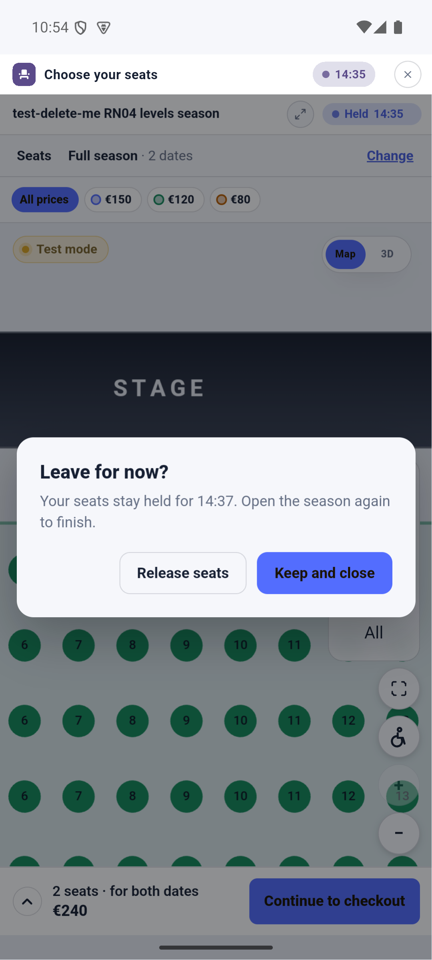 10:54
Choose your seats
14:35
test-delete-me RN04 levels season
Held 14:35
Seats Full season · 2 dates
Change
All prices €150 €120 €80
Test mode
Map 3D
STAGE
Leave for now?
Your seats stay held for 14:37. Open the season again
to finish.
Release seats Keep and close
All
6 7 8 9 10 11
6 7 8 9 10 11 12
6 7 8 9 10 11 12 13
2 seats · for both dates
€240
Continue to checkout